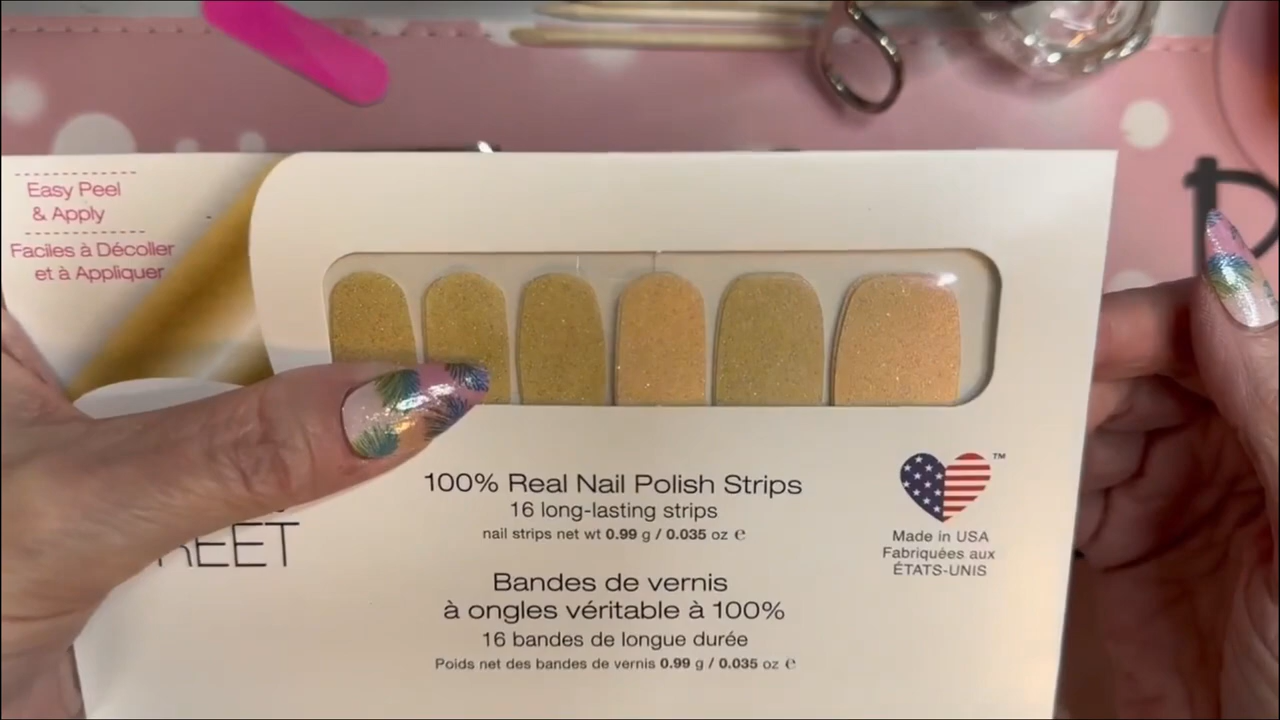 Easy Peel
& Apply
Faciles à Décoller
et à Appliquer
100% Real Nail Polish Strips
16 long-lasting strips
nail strips net wt 0.99 g / 0.035 oz ℮
Bandes de vernis
à ongles véritable à 100%
16 bandes de longue durée
Poids net des bandes de vernis 0.99 g / 0.035 oz ℮
TM
Made in USA
Fabriquées aux
ÉTATS-UNIS